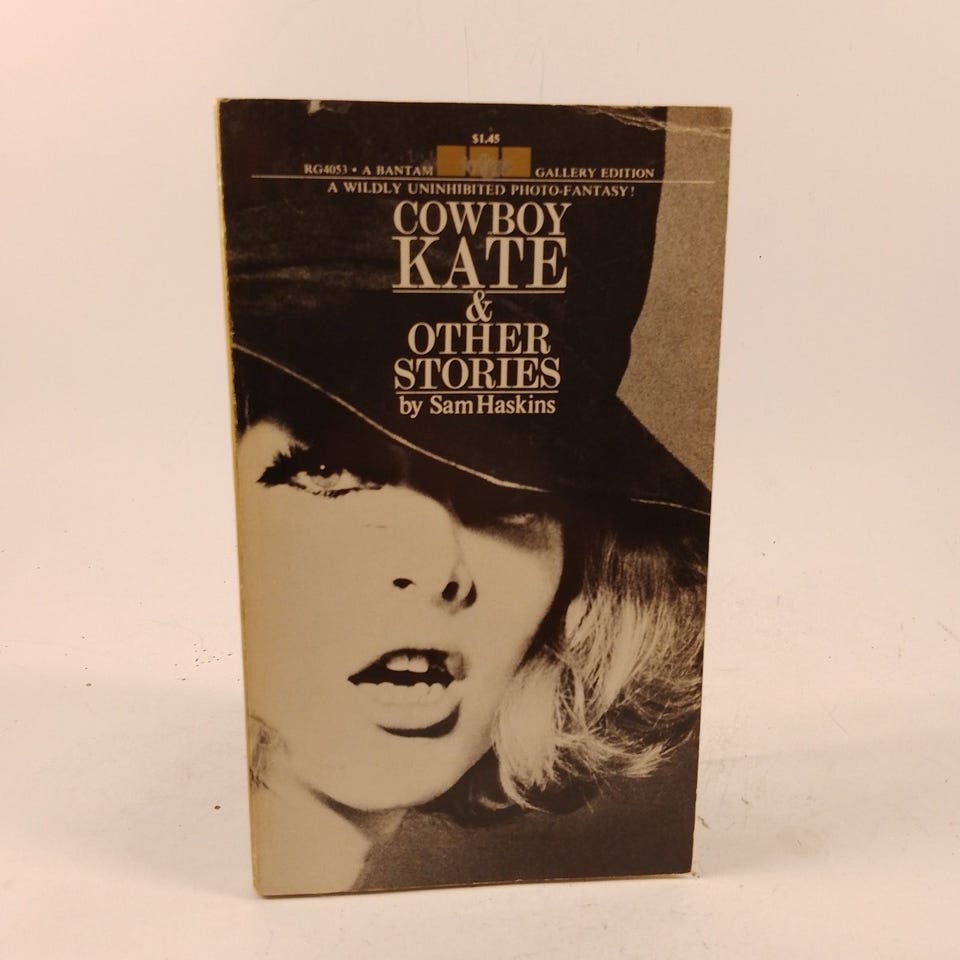 $1.45
RG4053 • A BANTAM GALLERY EDITION
A WILDLY UNINHIBITED PHOTO-FANTASY!
COWBOY
KATE
&
OTHER
STORIES
by Sam Haskins